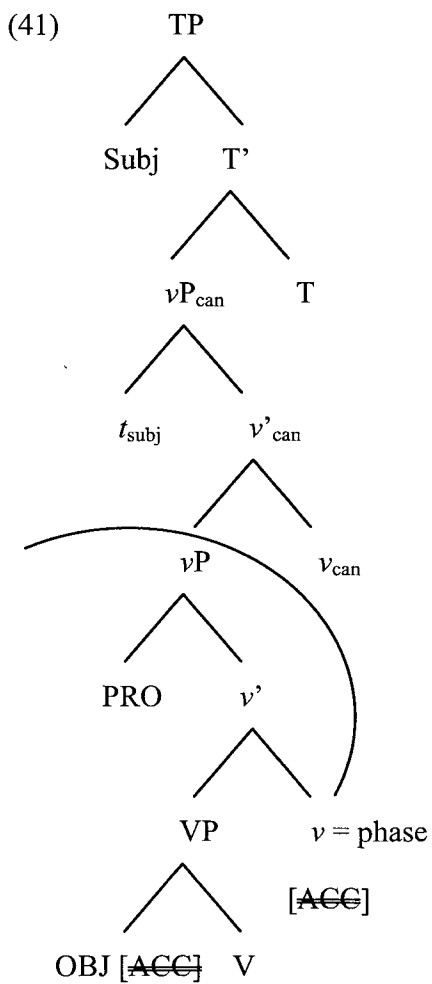 (41) TP
Subj T’
vPcan T
tsubj v’can
vP vcan
PRO v’
VP v = phase
[ACC]
OBJ [ACC] V